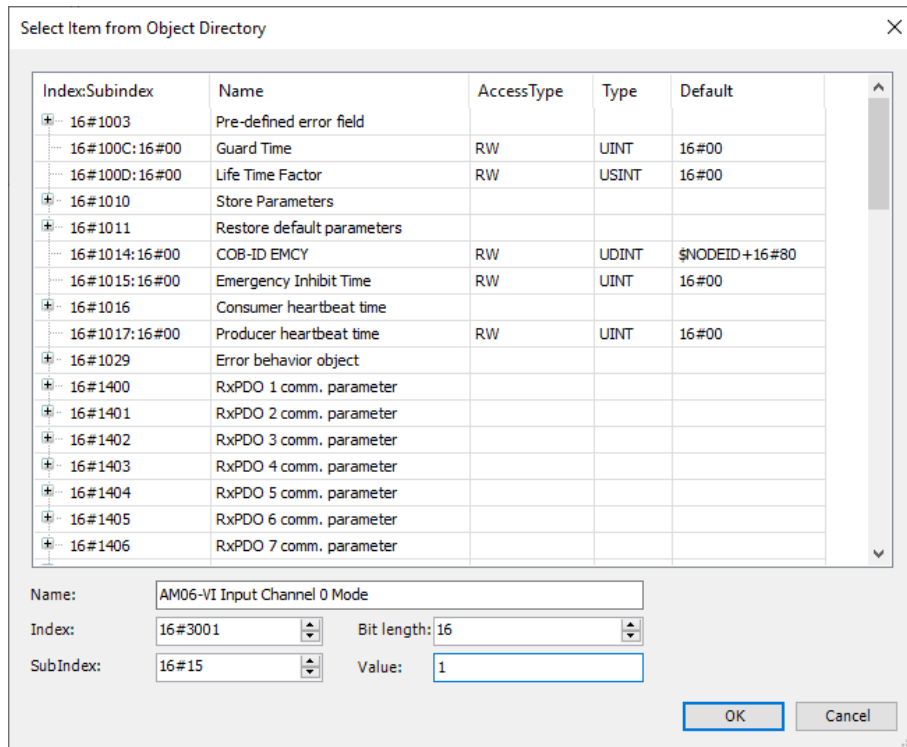 Select Item from Object Directory
Index:Subindex Name AccessType Type Default
16#1003 Pre-defined error field
16#100C:16#00 Guard Time RW UINT 16#00
16#100D:16#00 Life Time Factor RW USINT 16#00
16#1010 Store Parameters
16#1011 Restore default parameters
16#1014:16#00 COB-ID EMCY RW UDINT $NODEID+16#80
16#1015:16#00 Emergency Inhibit Time RW UINT 16#00
16#1016 Consumer heartbeat time
16#1017:16#00 Producer heartbeat time RW UINT 16#00
16#1029 Error behavior object
16#1400 RxPDO 1 comm. parameter
16#1401 RxPDO 2 comm. parameter
16#1402 RxPDO 3 comm. parameter
16#1403 RxPDO 4 comm. parameter
16#1404 RxPDO 5 comm. parameter
16#1405 RxPDO 6 comm. parameter
16#1406 RxPDO 7 comm. parameter
Name: AM06-VI Input Channel 0 Mode
Index: 16#3001 Bit length: 16
SubIndex: 16#15 Value: 1
OK Cancel